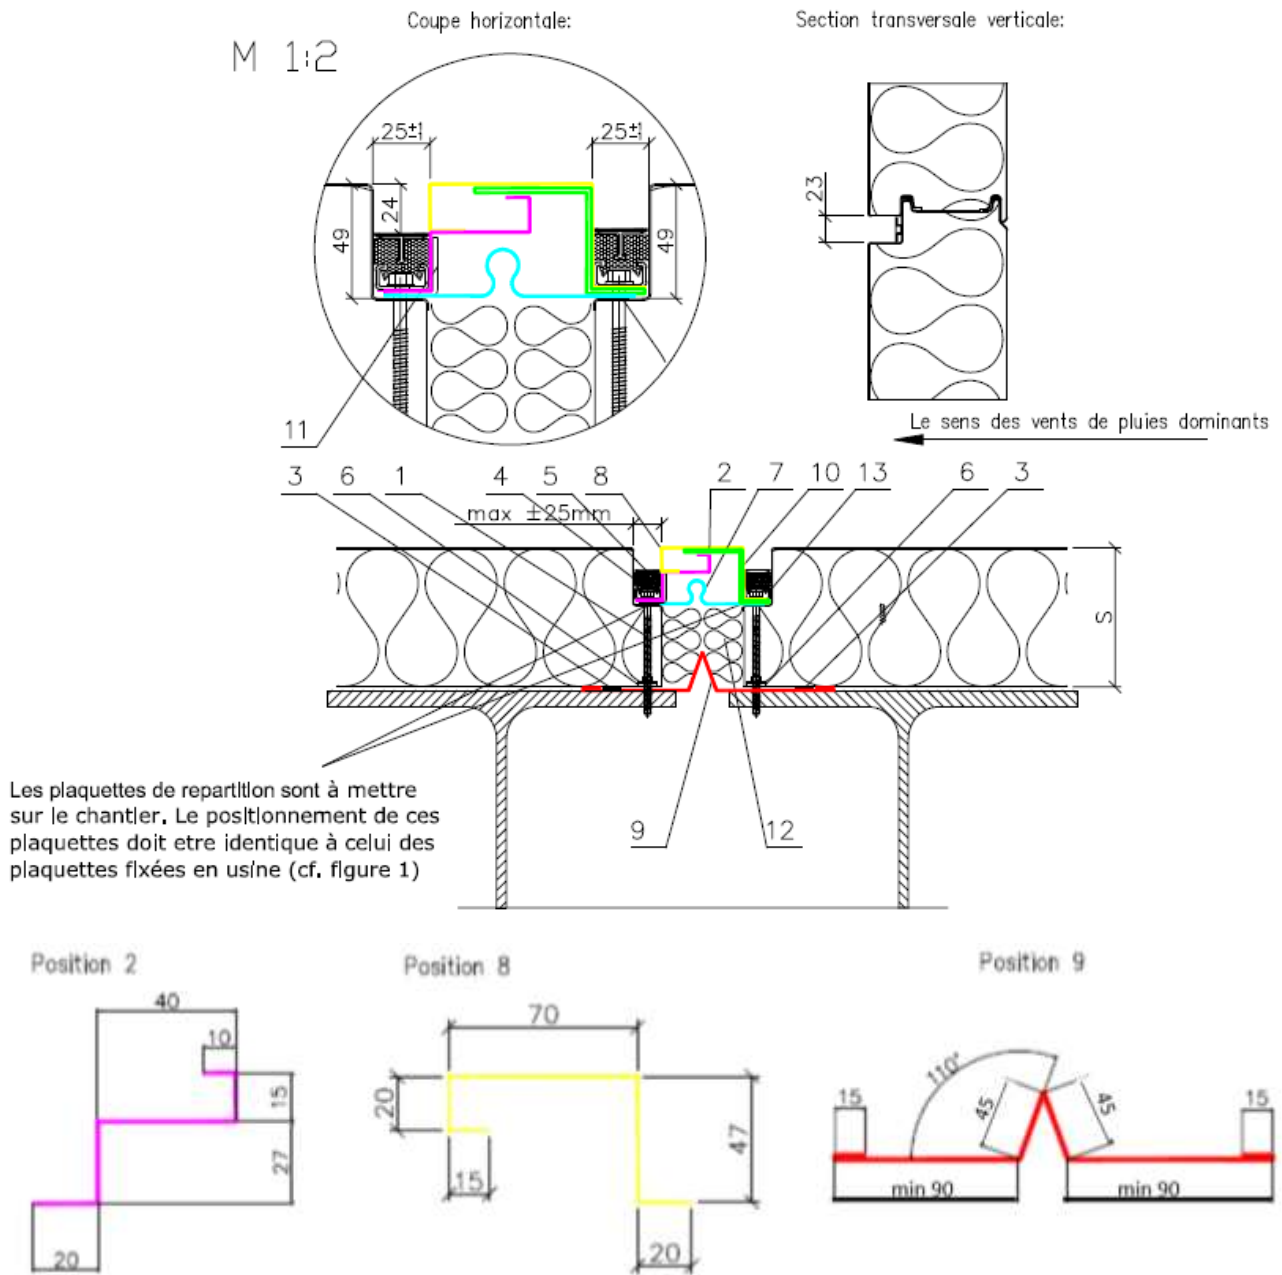 Coupe horizontale:
Section transversale verticale:
M 1:2
25±1
25±1
24
49
49
23
11
Le sens des vents de pluies dominants
3 6 1 4 5 8 2 7 10 13 6 3
max ±25mm
S
Les plaquettes de repartition sont à mettre
sur le chantier. Le positionnement de ces
plaquettes doit etre identique à celui des
plaquettes fixées en usine (cf. figure 1)
9
12
Position 2
Position 8
Position 9
40
10
15
27
20
70
20
15
47
20
110°
15
45
45
15
min 90
min 90